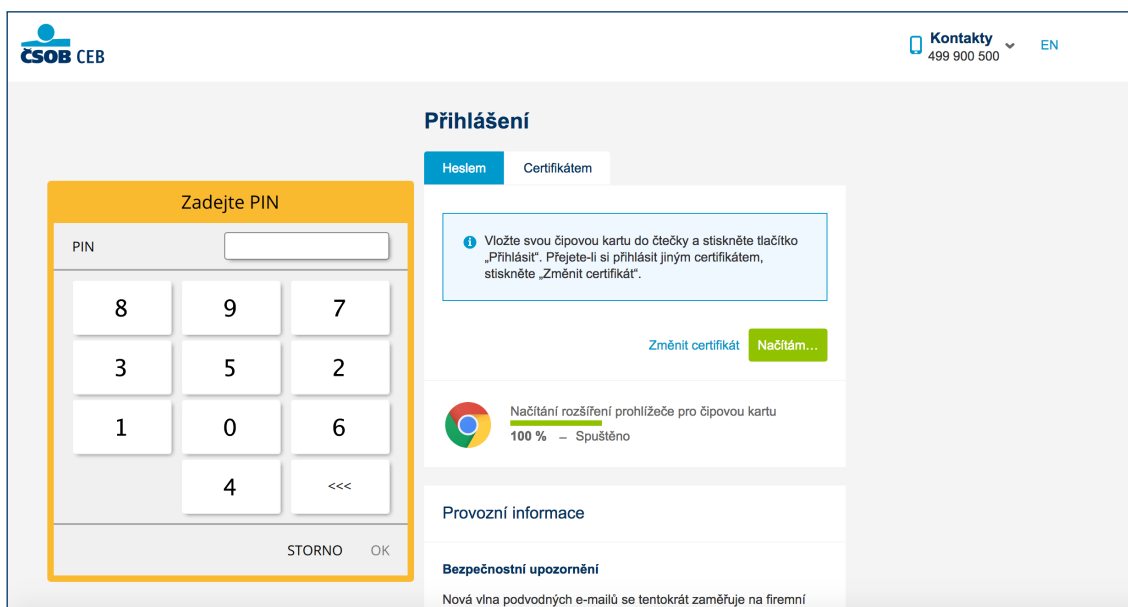 ČSOB CEB
Kontakty
499 900 500
EN
Přihlášení
Heslem
Certifikátem
Zadejte PIN
PIN
8
9
7
3
5
2
1
0
6
4
<<<
STORNO
OK
Vložte svou čipovou kartu do čtečky a stiskněte tlačítko
„Přihlásit“. Přejete-li si přihlásit jiným certifikátem,
stiskněte „Změnit certifikát“.
Změnit certifikát
Načítám...
Načítání rozšíření prohlížeče pro čipovou kartu
100 % – Spuštěno
Provozní informace
Bezpečnostní upozornění
Nová vlna podvodných e-mailů se tentokrát zaměřuje na firemní